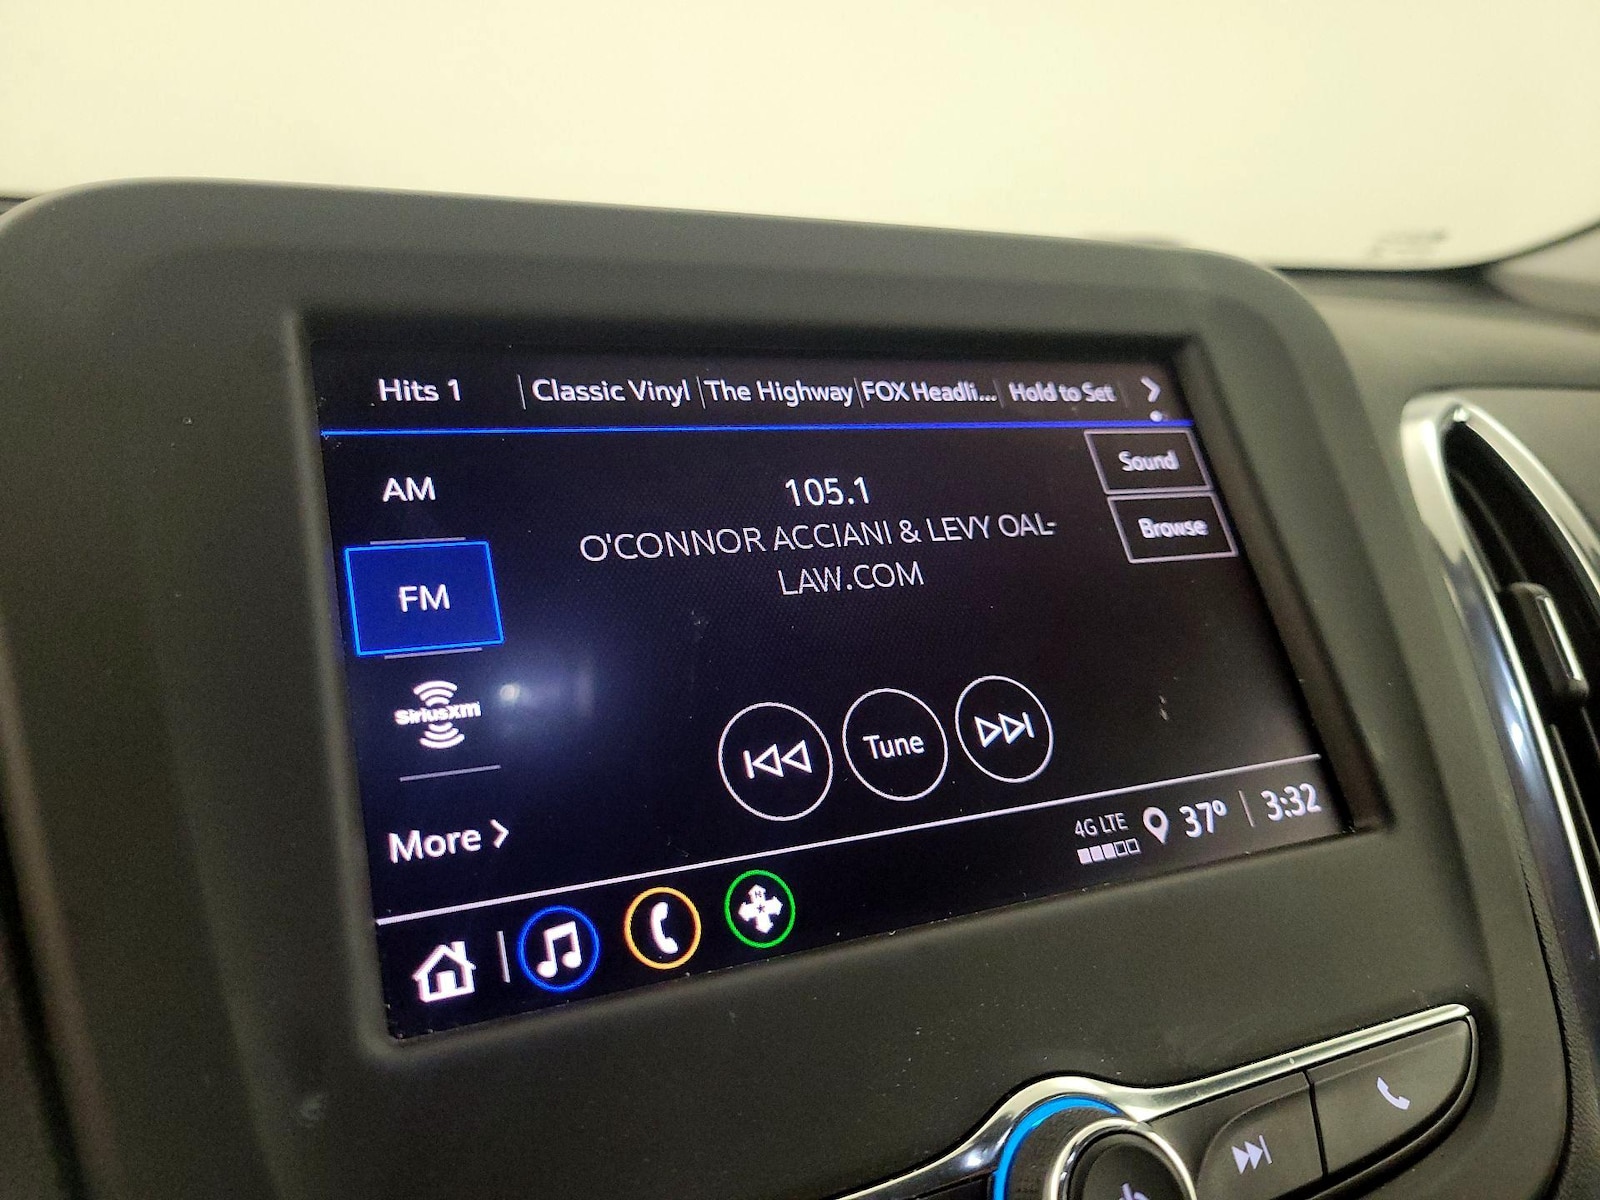 Hits 1 Classic Vinyl The Highway FOX Headli... Hold to Set
Sound
AM
105.1
Browse
O'CONNOR ACCIANI & LEVY OAL-
LAW.COM
FM
SiriusXM
Tune
More
4G LTE 37° 3:32